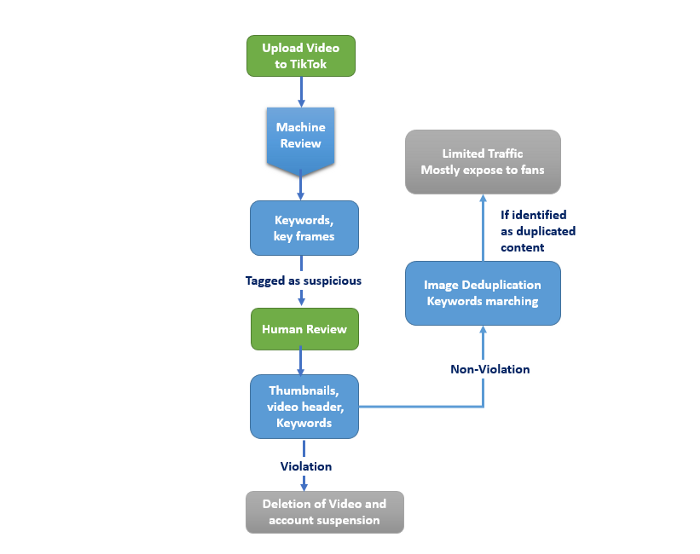 Upload Video
to TikTok
Machine
Review
Keywords,
key frames
Tagged as suspicious
Human Review
Thumbnails,
video header,
Keywords
Violation
Deletion of Video and
account suspension
Non-Violation
Image Deduplication
Keywords marching
If identified
as duplicated
content
Limited Traffic
Mostly expose to fans